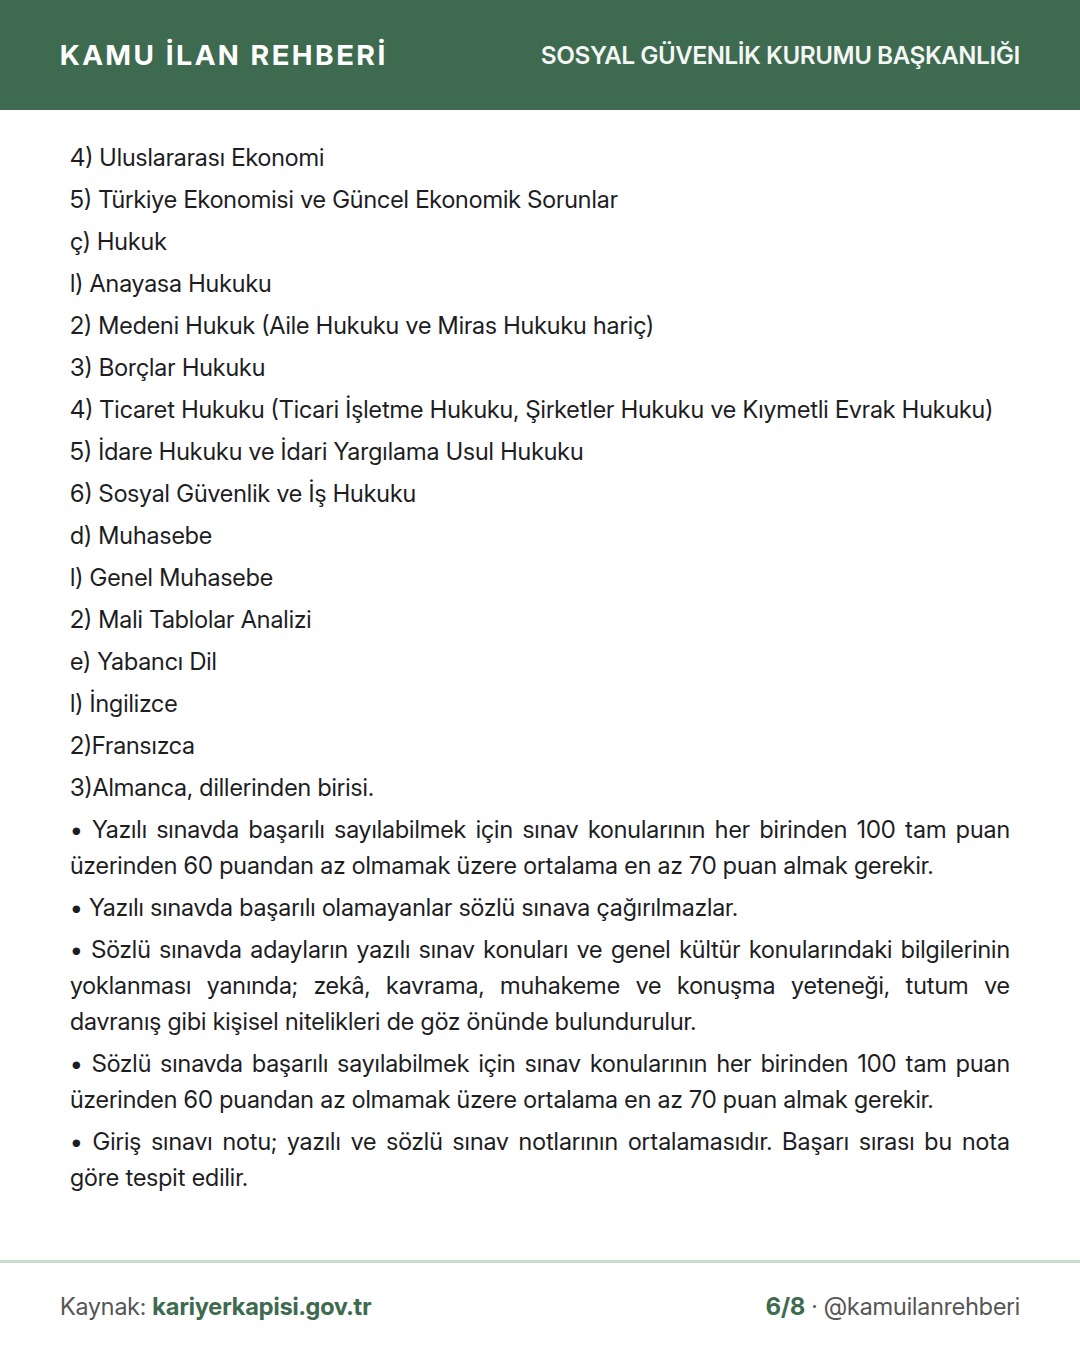 KAMU İLAN REHBERİ
SOSYAL GÜVENLİK KURUMU BAŞKANLIĞI
4) Uluslararası Ekonomi
5) Türkiye Ekonomisi ve Güncel Ekonomik Sorunlar
ç) Hukuk
l) Anayasa Hukuku
2) Medeni Hukuk (Aile Hukuku ve Miras Hukuku hariç)
3) Borçlar Hukuku
4) Ticaret Hukuku (Ticari İşletme Hukuku, Şirketler Hukuku ve Kıymetli Evrak Hukuku)
5) İdare Hukuku ve İdari Yargılama Usul Hukuku
6) Sosyal Güvenlik ve İş Hukuku
d) Muhasebe
l) Genel Muhasebe
2) Mali Tablolar Analizi
e) Yabancı Dil
l) İngilizce
2)Fransızca
3)Almanca, dillerinden birisi.
• Yazılı sınavda başarılı sayılabilmek için sınav konularının her birinden 100 tam puan
üzerinden 60 puandan az olmamak üzere ortalama en az 70 puan almak gerekir.
• Yazılı sınavda başarılı olamayanlar sözlü sınava çağırılmazlar.
• Sözlü sınavda adayların yazılı sınav konuları ve genel kültür konularındaki bilgilerinin
yoklanması yanında; zekâ, kavrama, muhakeme ve konuşma yeteneği, tutum ve
davranış gibi kişisel nitelikleri de göz önünde bulundurulur.
• Sözlü sınavda başarılı sayılabilmek için sınav konularının her birinden 100 tam puan
üzerinden 60 puandan az olmamak üzere ortalama en az 70 puan almak gerekir.
• Giriş sınavı notu; yazılı ve sözlü sınav notlarının ortalamasıdır. Başarı sırası bu nota
göre tespit edilir.
Kaynak: kariyerkapisi.gov.tr
6/8 · @kamuilanrehberi